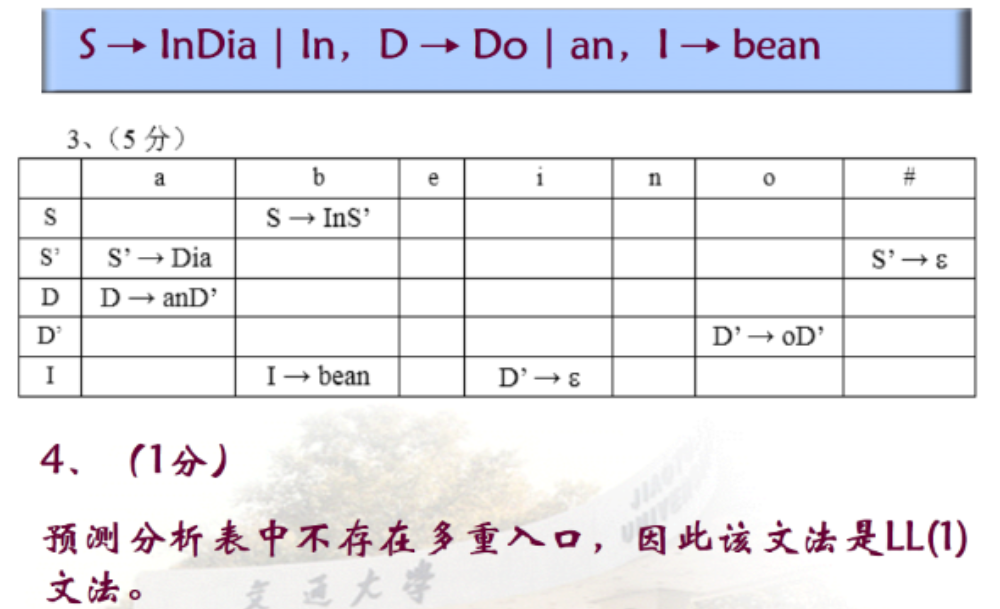 S → InDia | In, D → Do | an, I → bean
3、（5 分）
a b e i n o #
S S → InS’
S’ S’ → Dia S’ → ε
D D → anD’
D’ D’ → oD’
I I → bean D’ → ε
4、（1分）
预测分析表中不存在多重入口，因此该文法是LL(1)
文法。
JIAOTONG
UNIVERSITY
交通大学